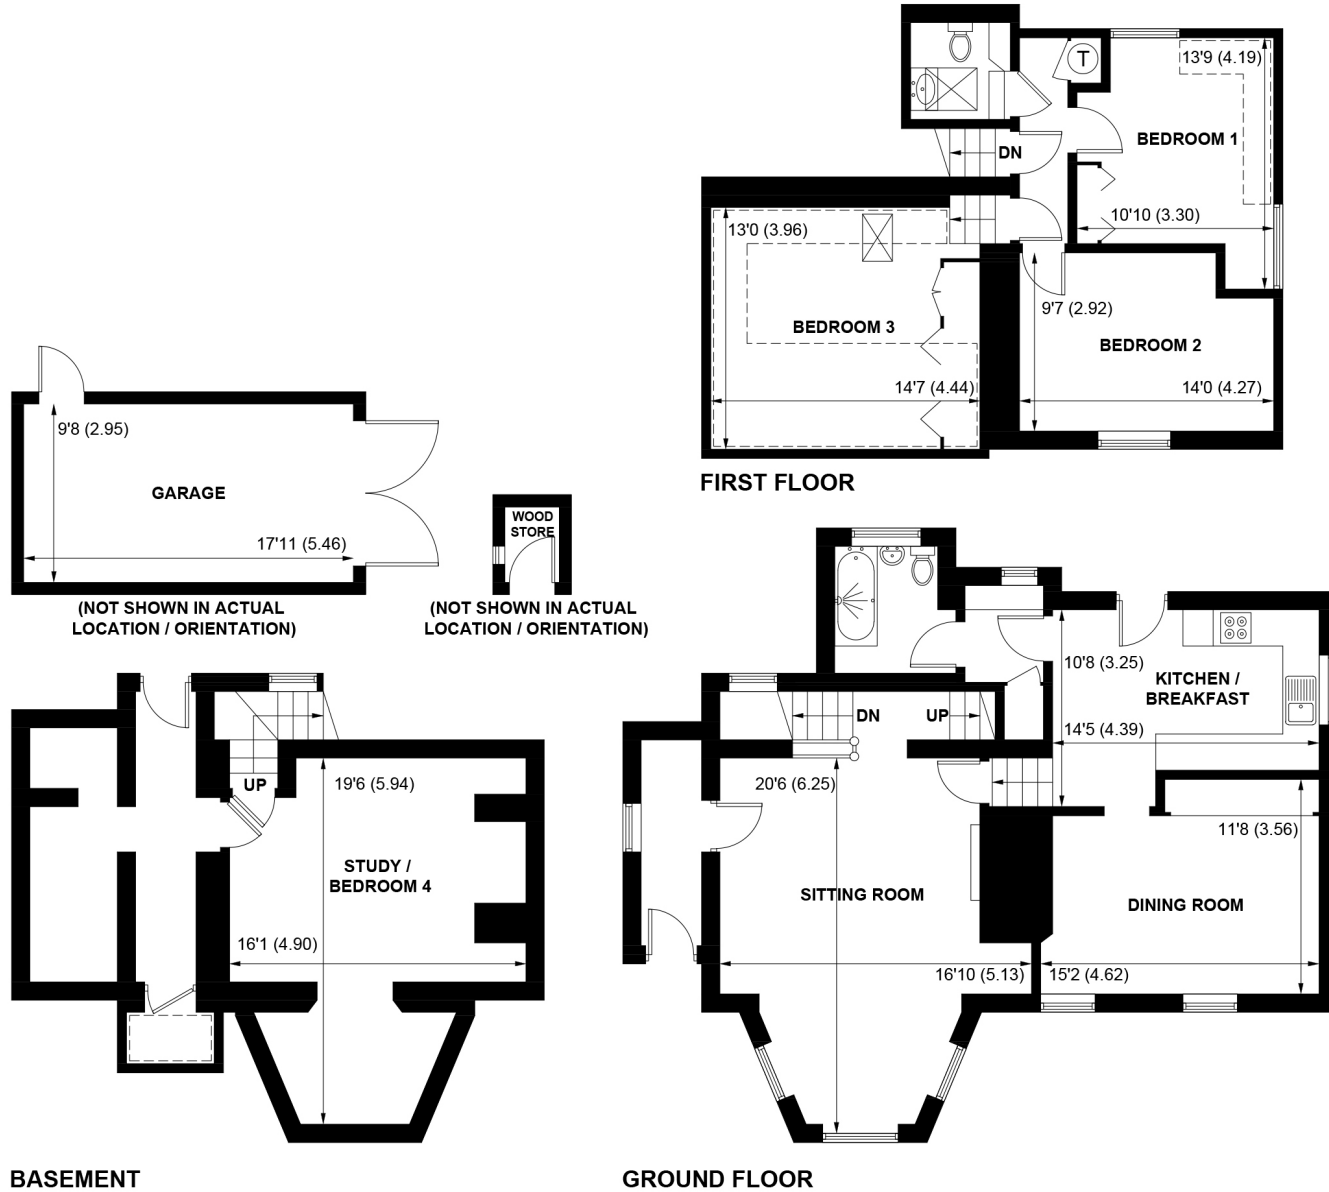 13'9 (4.19)
T
BEDROOM 1
DN
10'10 (3.30)
13'0 (3.96)
9'7 (2.92)
BEDROOM 3
BEDROOM 2
14'7 (4.44)
14'0 (4.27)
FIRST FLOOR
9'8 (2.95)
GARAGE
17'11 (5.46)
(NOT SHOWN IN ACTUAL
LOCATION / ORIENTATION)
WOOD
STORE
(NOT SHOWN IN ACTUAL
LOCATION / ORIENTATION)
UP
19'6 (5.94)
STUDY /
BEDROOM 4
16'1 (4.90)
BASEMENT
10'8 (3.25)
KITCHEN /
BREAKFAST
DN
UP
14'5 (4.39)
20'6 (6.25)
11'8 (3.56)
SITTING ROOM
DINING ROOM
16'10 (5.13)
15'2 (4.62)
GROUND FLOOR